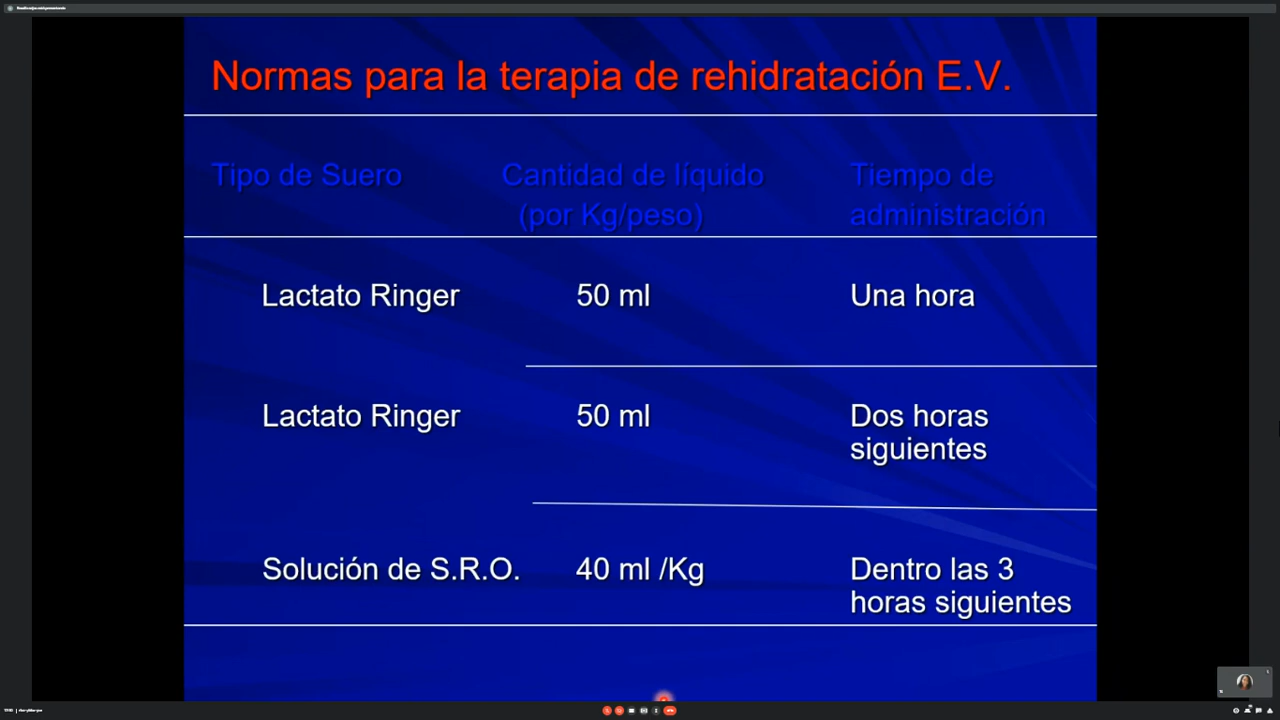 Normas para la terapia de rehidratación E.V.
Tipo de Suero
Cantidad de líquido
(por Kg/peso)
Tiempo de
administración
Lactato Ringer
50 ml
Una hora
Lactato Ringer
50 ml
Dos horas
siguientes
Solución de S.R.O.
40 ml /Kg
Dentro las 3
horas siguientes